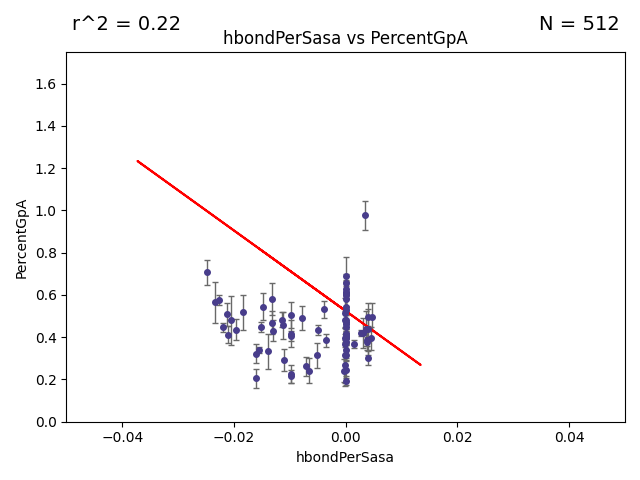 r^2 = 0.22
N = 512
hbondPerSasa vs PercentGpA
1.6
1.4
1.2
1.0
0.8
0.6
0.4
0.2
0.0
PercentGpA
−0.04
−0.02
0.00
0.02
0.04
hbondPerSasa